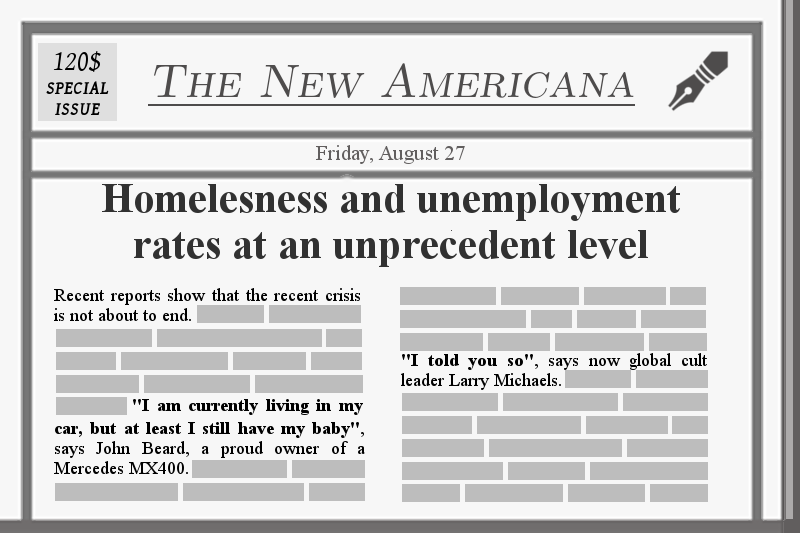 120$
SPECIAL
ISSUE
THE NEW AMERICANA
Friday, August 27
Homelesness and unemployment
rates at an unprecedent level
Recent reports show that the recent crisis
is not about to end.
"I am currently living in my
car, but at least I still have my baby",
says John Beard, a proud owner of a
Mercedes MX400.
"I told you so", says now global cult
leader Larry Michaels.